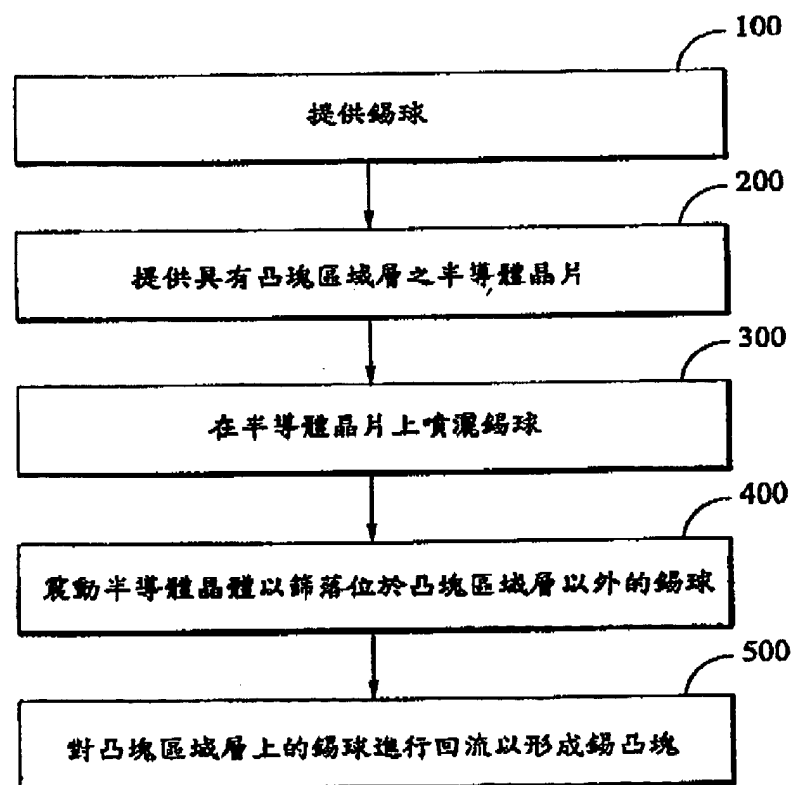 100
提供錫球
200
提供具有凸塊區域層之半導體晶片
300
在半導體晶片上噴灑錫球
400
震動半導體晶體以篩落位於凸塊區域層以外的錫球
500
對凸塊區域層上的錫球進行回流以形成錫凸塊